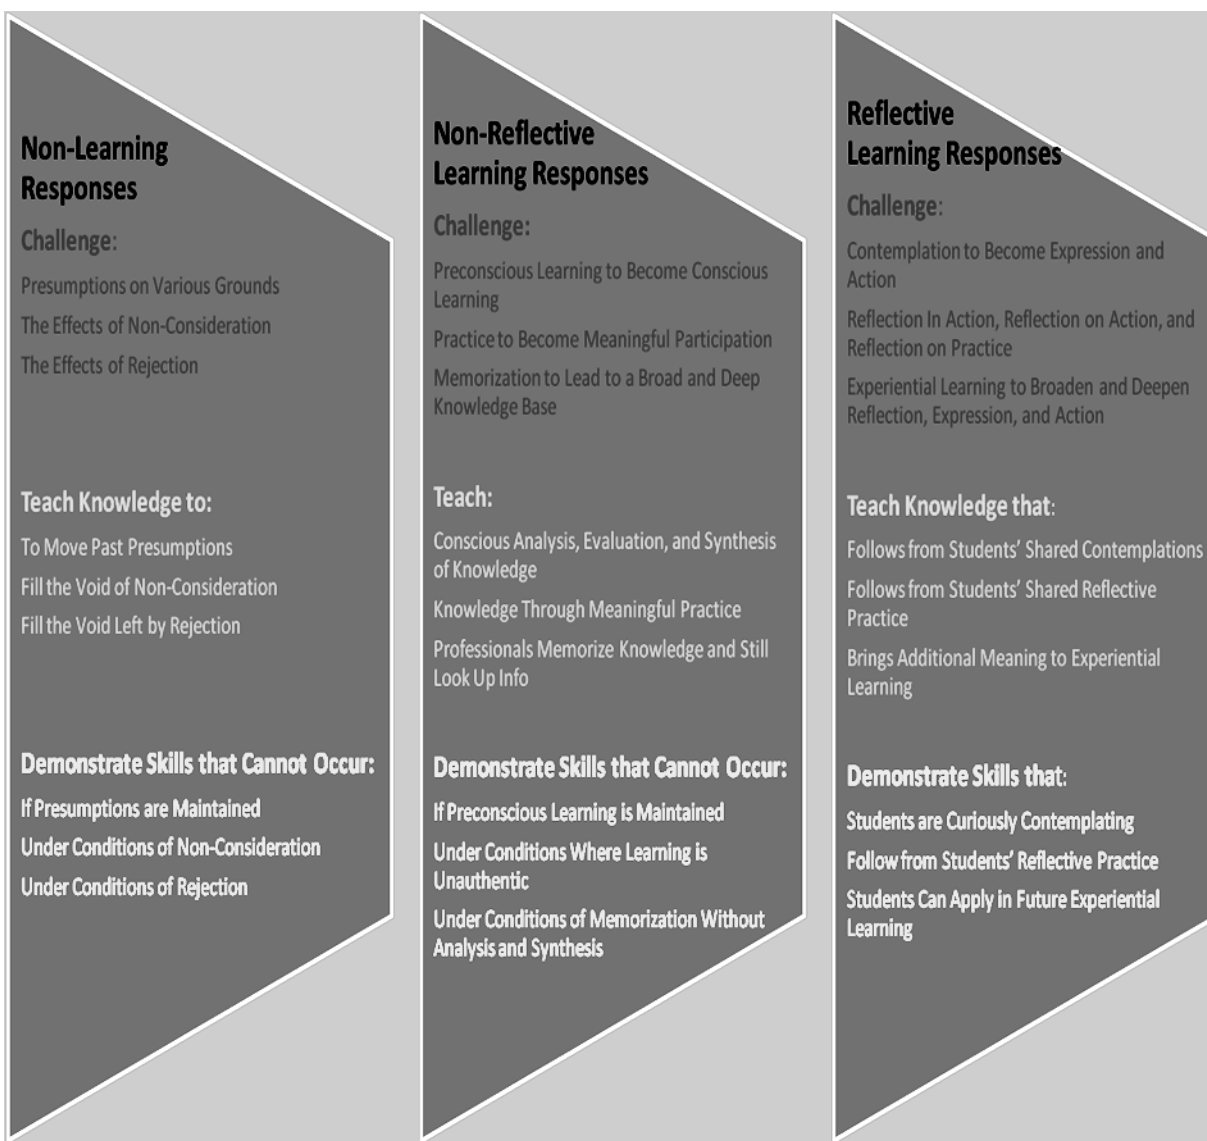 Non-Learning
Responses
Challenge:
Presumptions on Various Grounds
The Effects of Non-Consideration
The Effects of Rejection
Teach Knowledge to:
To Move Past Presumptions
Fill the Void of Non-Consideration
Fill the Void Left by Rejection
Demonstrate Skills that Cannot Occur:
If Presumptions are Maintained
Under Conditions of Non-Consideration
Under Conditions of Rejection
Non-Reflective
Learning Responses
Challenge:
Preconscious Learning to Become Conscious
Learning
Practice to Become Meaningful Participation
Memorization to Lead to a Broad and Deep
Knowledge Base
Teach:
Conscious Analysis, Evaluation, and Synthesis
of Knowledge
Knowledge Through Meaningful Practice
Professionals Memorize Knowledge and Still
Look Up Info
Demonstrate Skills that Cannot Occur:
If Preconscious Learning is Maintained
Under Conditions Where Learning is
Unauthentic
Under Conditions of Memorization Without
Analysis and Synthesis
Reflective
Learning Responses
Challenge:
Contemplation to Become Expression and
Action
Reflection In Action, Reflection on Action, and
Reflection on Practice
Experiential Learning to Broaden and Deepen
Reflection, Expression, and Action
Teach Knowledge that:
Follows from Students' Shared Contemplations
Follows from Students' Shared Reflective
Practice
Brings Additional Meaning to Experiential
Learning
Demonstrate Skills that:
Students are Curiously Contemplating
Follow from Students' Reflective Practice
Students Can Apply in Future Experiential
Learning